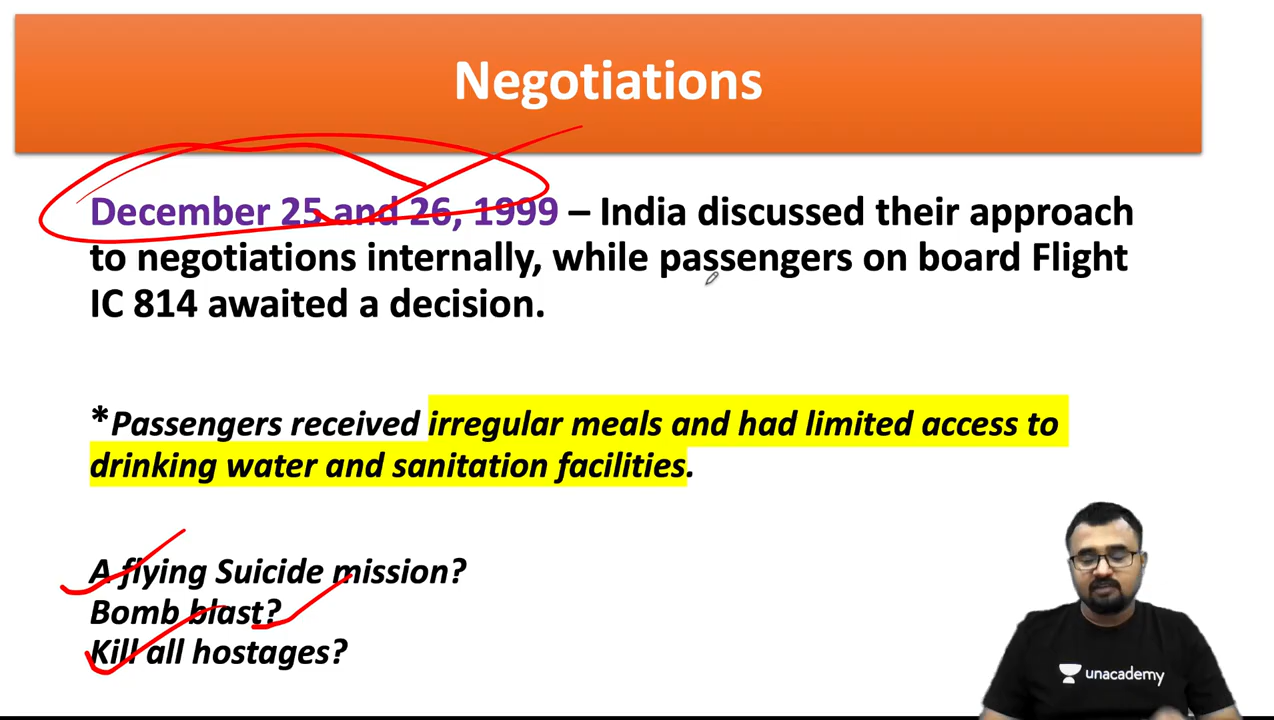 Negotiations
December 25 and 26, 1999 – India discussed their approach
to negotiations internally, while passengers on board Flight
IC 814 awaited a decision.
*Passengers received irregular meals and had limited access to
drinking water and sanitation facilities.
A flying Suicide mission?
Bomb blast?
Kill all hostages?
unacademy